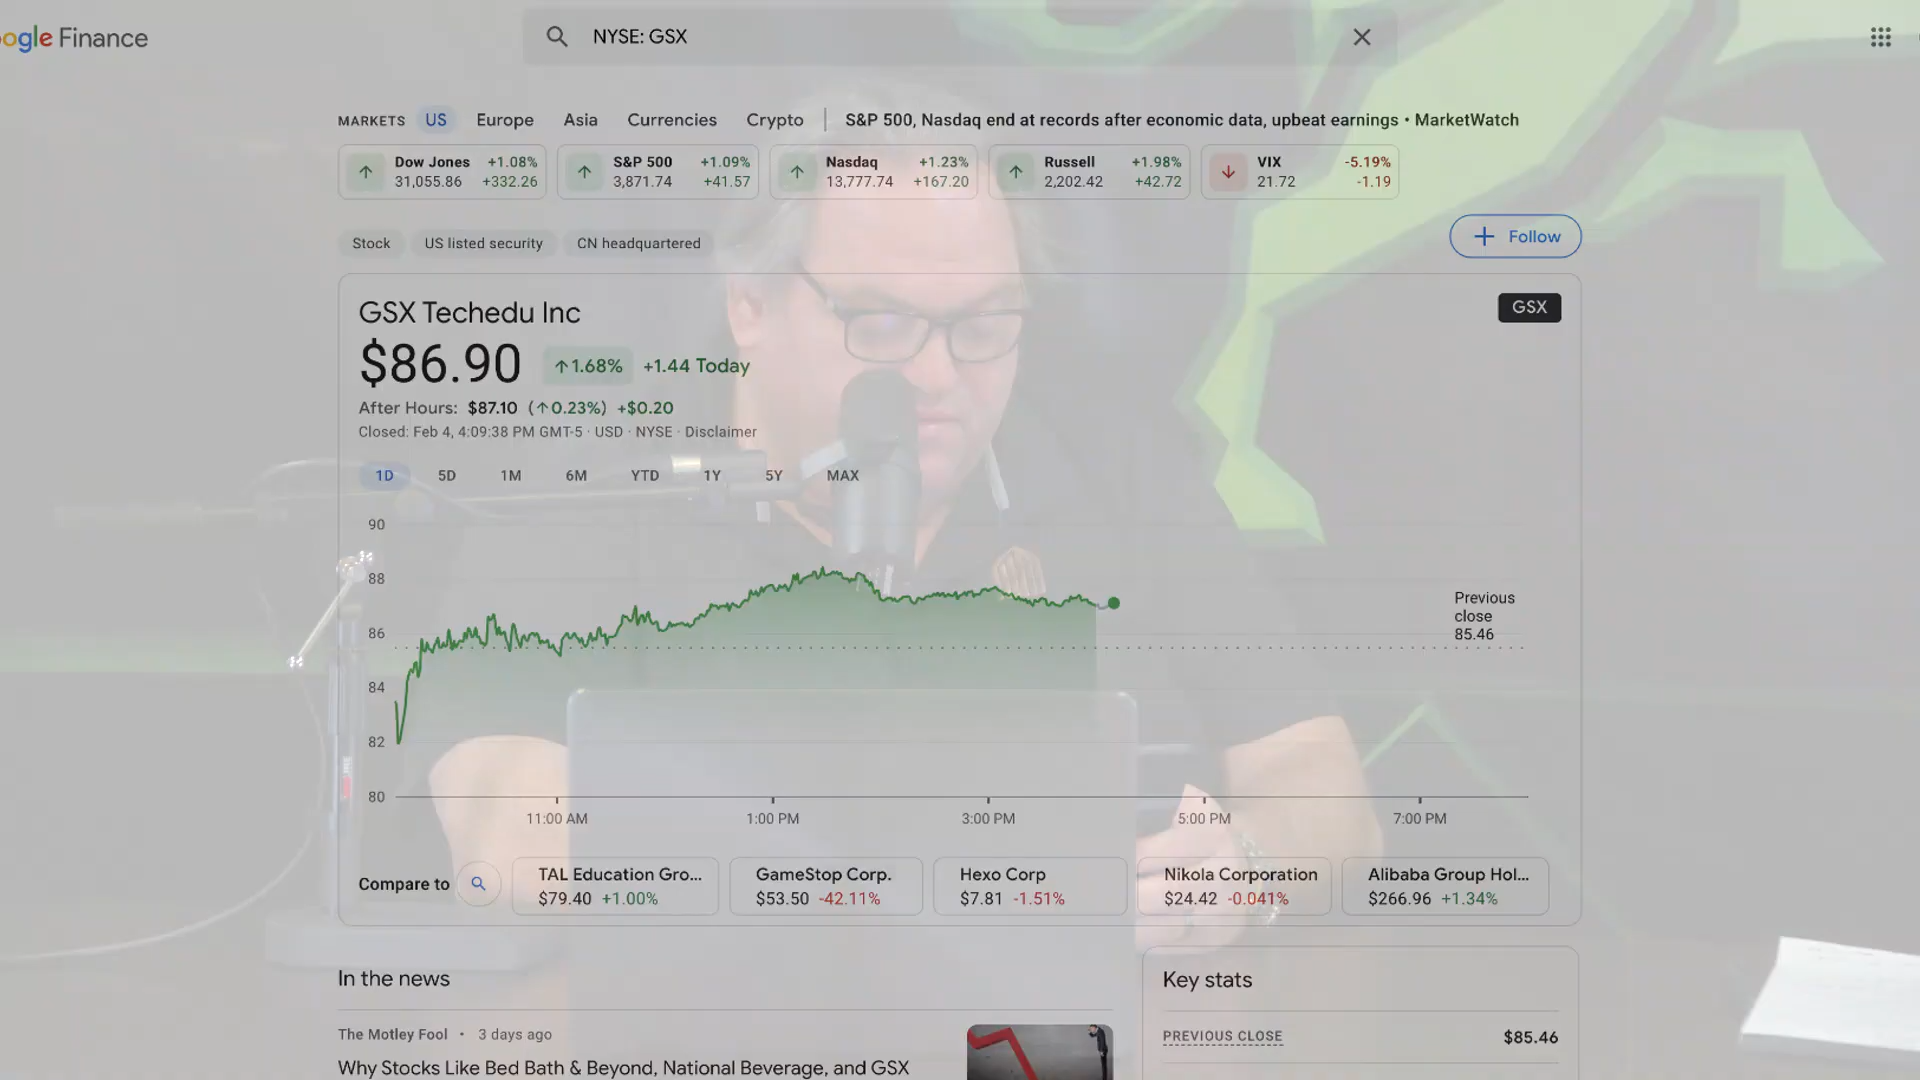 ogle Finance
NYSE: GSX
MARKETS US Europe Asia Currencies Crypto S&P 500, Nasdaq end at records after economic data, upbeat earnings • MarketWatch
Dow Jones +1.08% S&P 500 +1.09% Nasdaq +1.23% Russell +1.98% VIX -5.19%
31,055.86 +332.26 3,871.74 +41.57 13,777.74 +167.20 2,202.42 +42.72 21.72 -1.19
Stock US listed security CN headquartered
+ Follow
GSX Techedu Inc
GSX
$86.90 ↑1.68% +1.44 Today
After Hours: $87.10 (↑0.23%) +$0.20
Closed: Feb 4, 4:09:38 PM GMT-5 · USD · NYSE · Disclaimer
1D 5D 1M 6M YTD 1Y 5Y MAX
90
88
86
84
82
80
Previous
close
85.46
11:00 AM 1:00 PM 3:00 PM 5:00 PM 7:00 PM
Compare to
TAL Education Gro... GameStop Corp. Hexo Corp Nikola Corporation Alibaba Group Hol...
$79.40 +1.00% $53.50 -42.11% $7.81 -1.51% $24.42 -0.041% $266.96 +1.34%
In the news
The Motley Fool • 3 days ago
Why Stocks Like Bed Bath & Beyond, National Beverage, and GSX
Key stats
PREVIOUS CLOSE $85.46